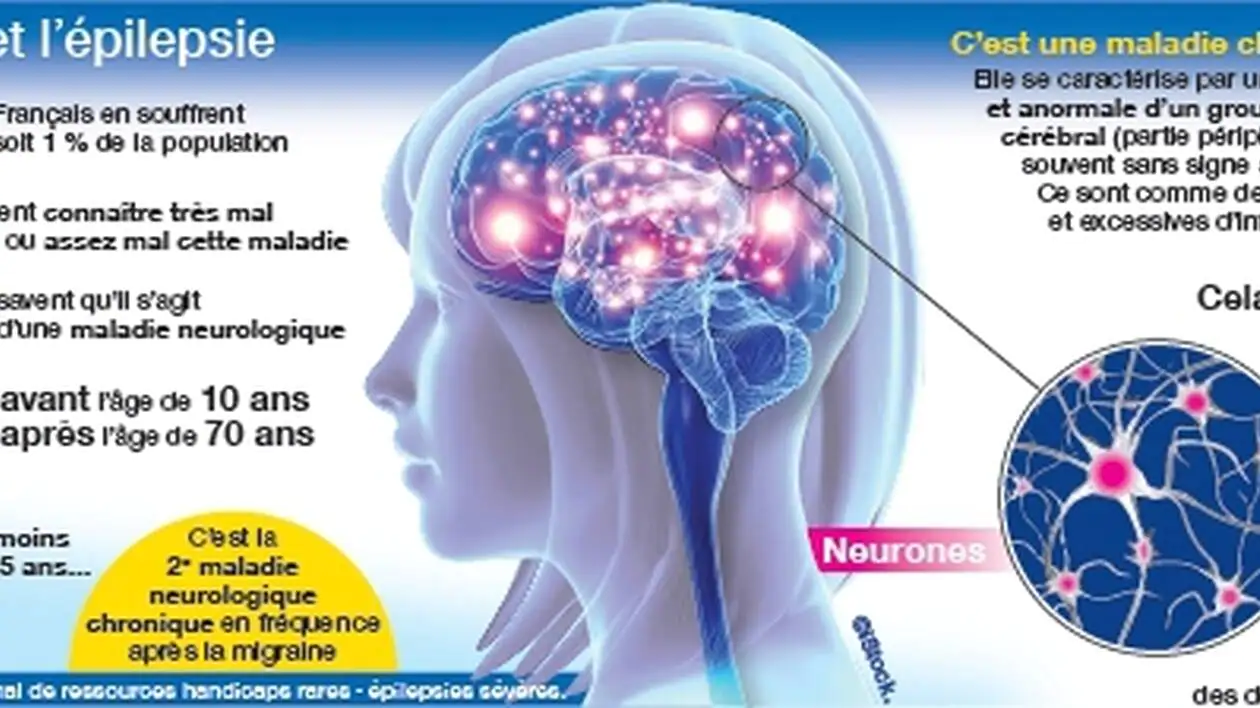 et l'épilepsie
Français en souffrent
soit 1 % de la population
ent connaître très mal
ou assez mal cette maladie
savent qu'il s'agit
d'une maladie neurologique
avant l'âge de 10 ans
après l'âge de 70 ans
moins
5 ans...
C'est la
2e maladie
neurologique
chronique en fréquence
après la migraine
al de ressources handicaps rares - épilepsies sévères.
C'est une maladie c
Elle se caractérise par u
et anormale d'un gro
cérébral (partie périp
souvent sans signe
Ce sont comme de
et excessives d'in
Cela
Neurones
©iStock.
des d